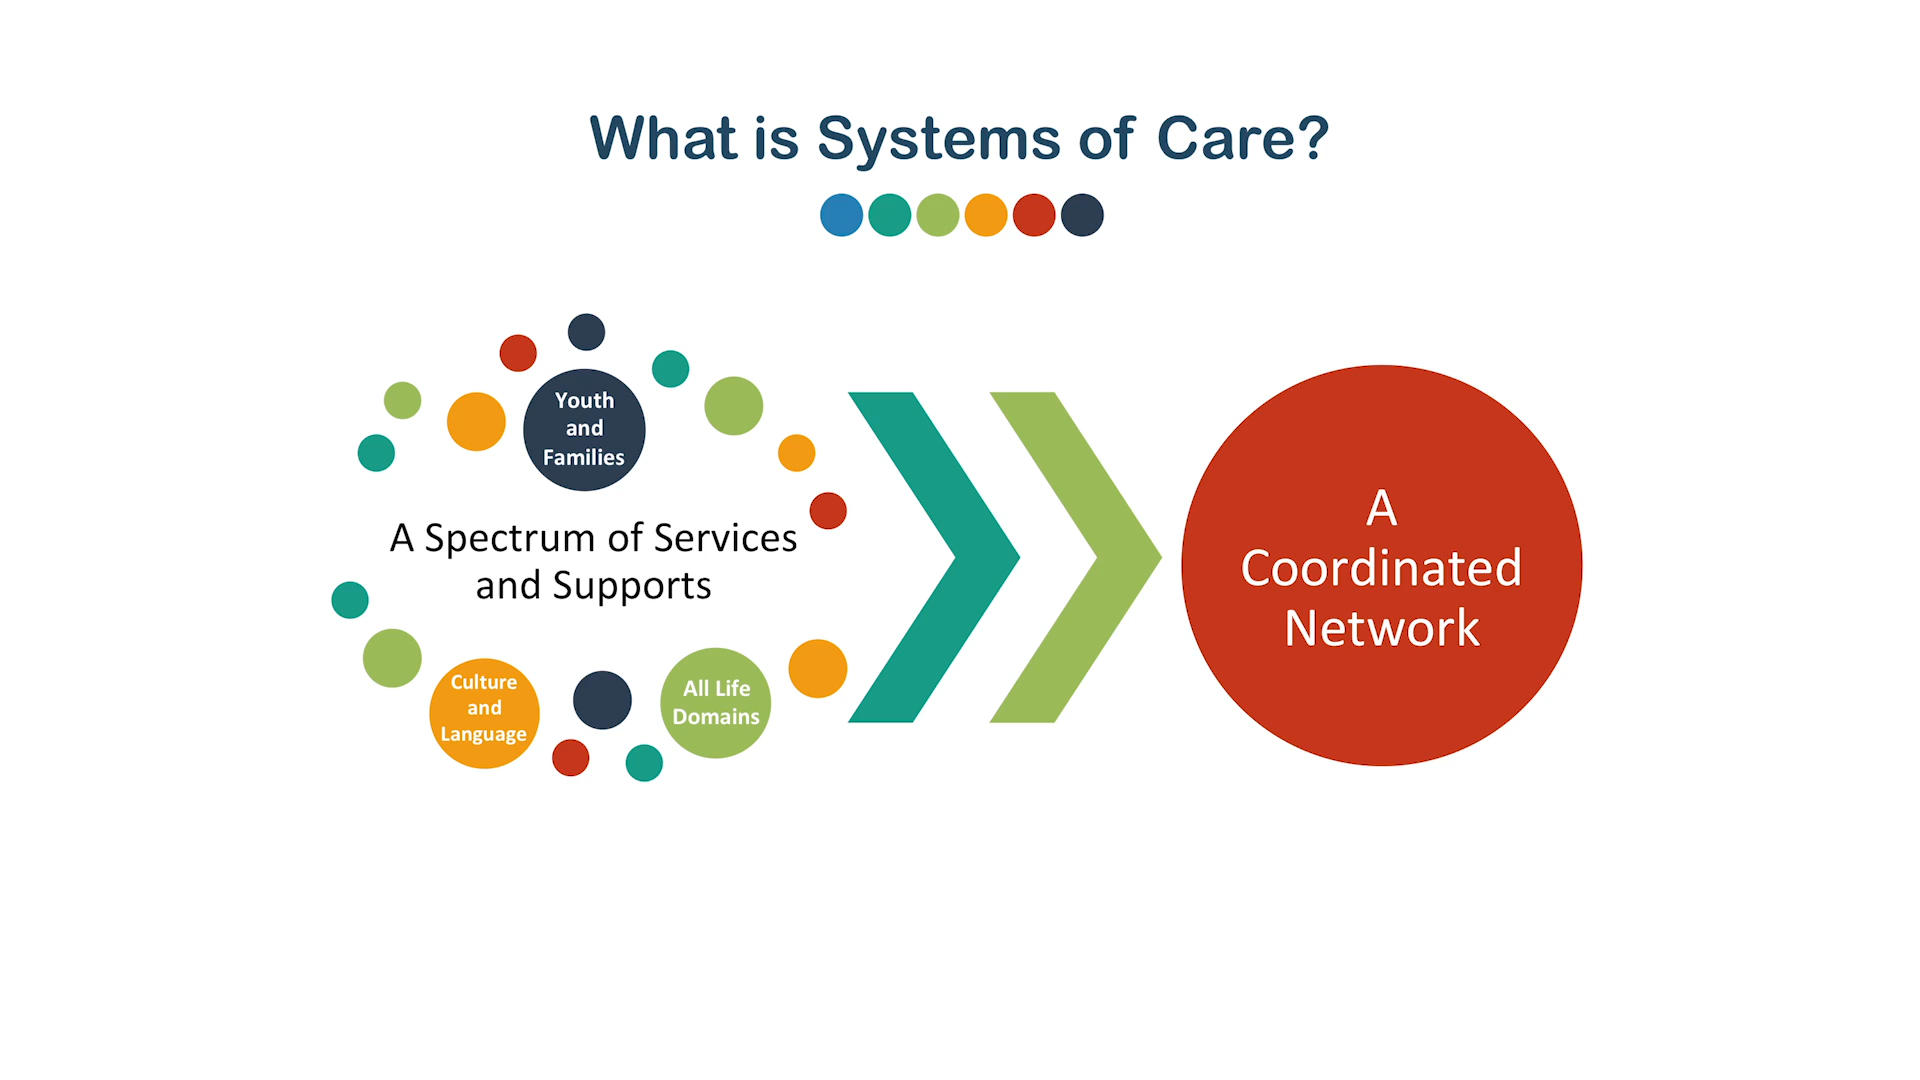 What is Systems of Care?
Youth
and
Families
A Spectrum of Services
and Supports
Culture
and
Language
All Life
Domains
A
Coordinated
Network